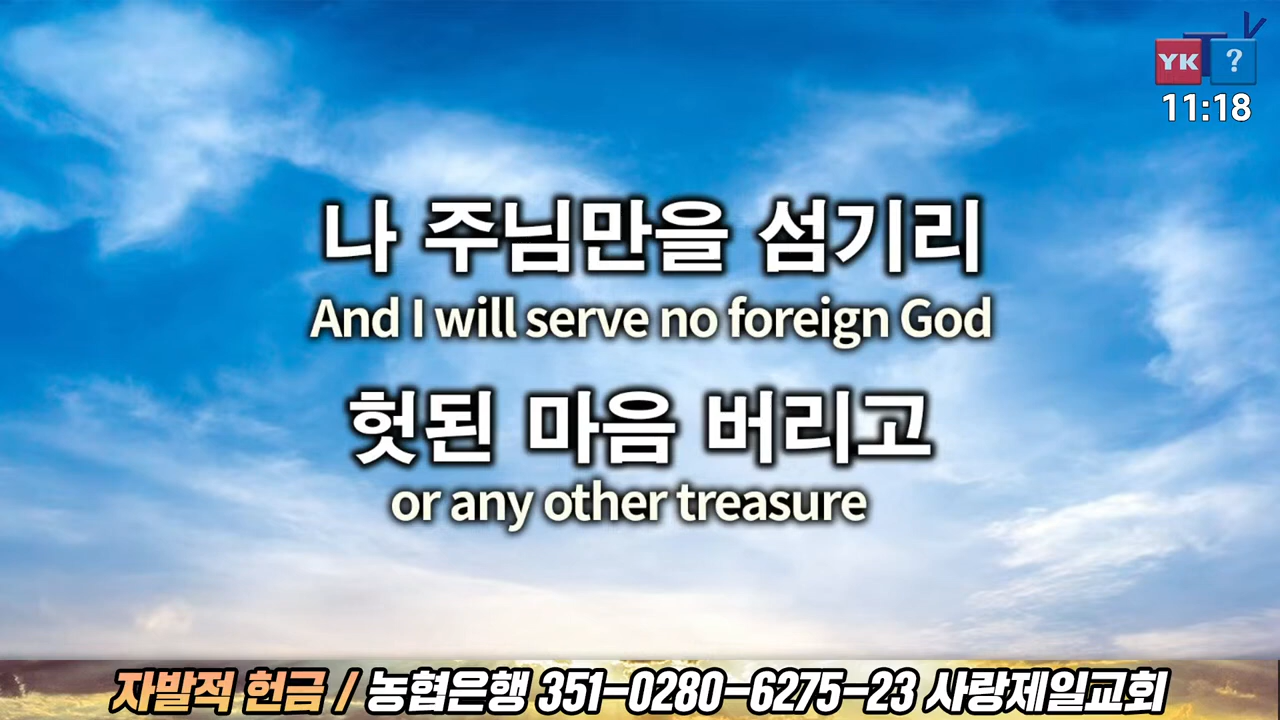 YK T V ?
11:18
나 주님만을 섬기리
And I will serve no foreign God
헛된 마음 버리고
or any other treasure
자발적 헌금 / 농협은행 351-0280-6275-23 사랑제일교회